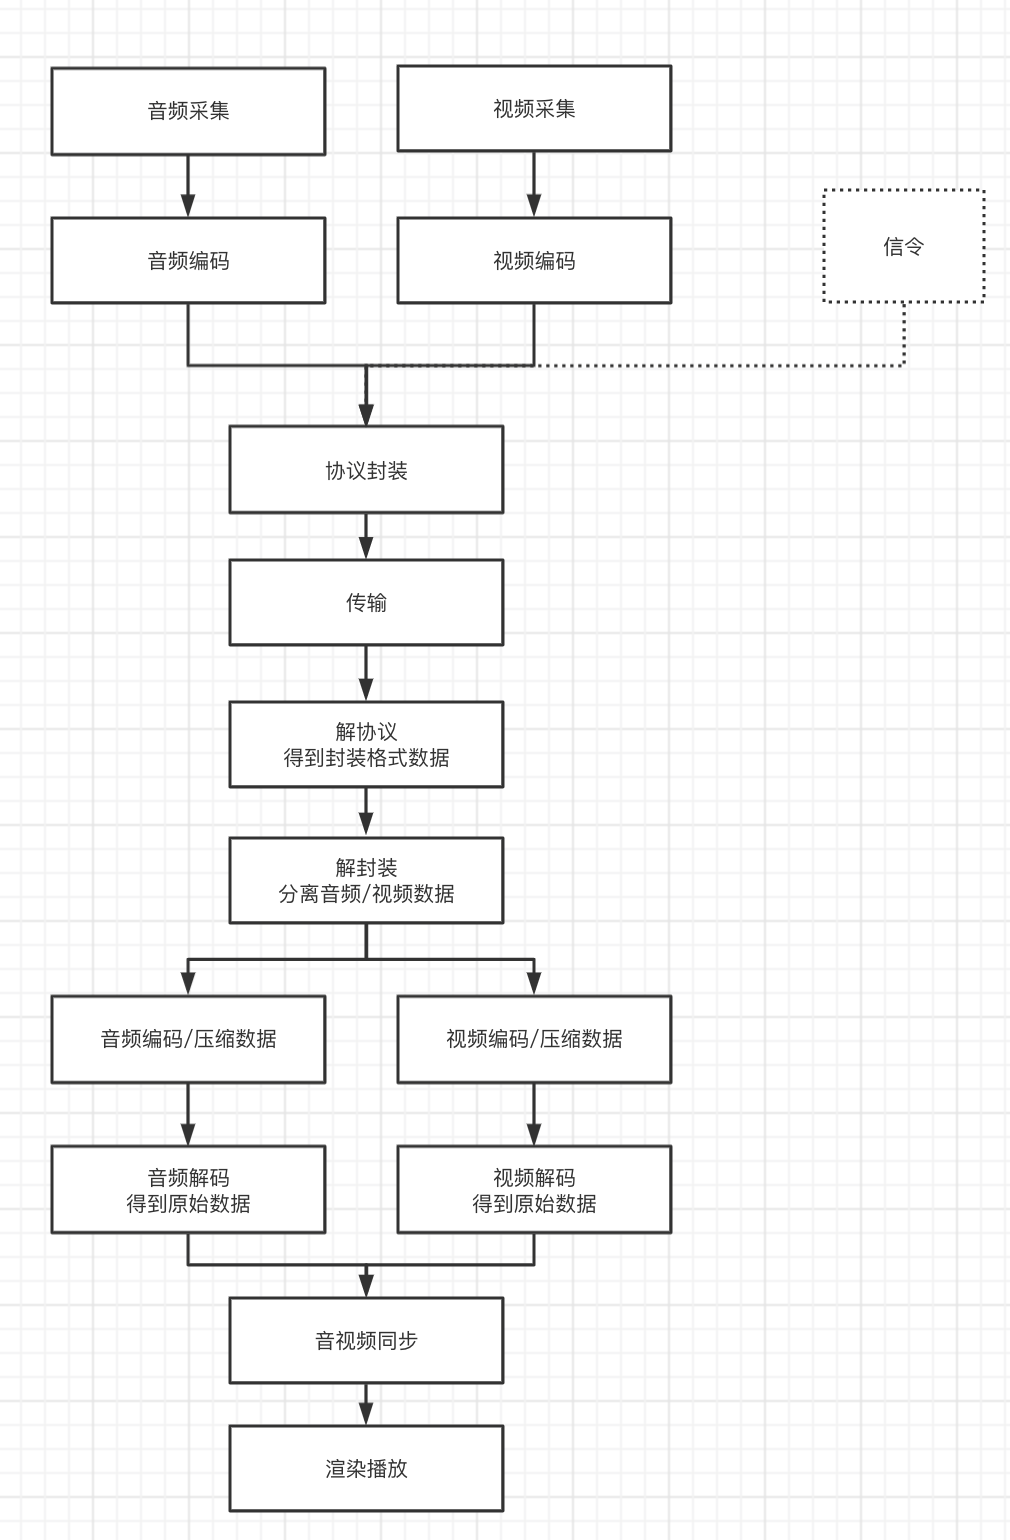 音频采集
视频采集
音频编码
视频编码
信令
协议封装
传输
解协议
得到封装格式数据
解封装
分离音频/视频数据
音频编码/压缩数据
视频编码/压缩数据
音频解码
得到原始数据
视频解码
得到原始数据
音视频同步
渲染播放